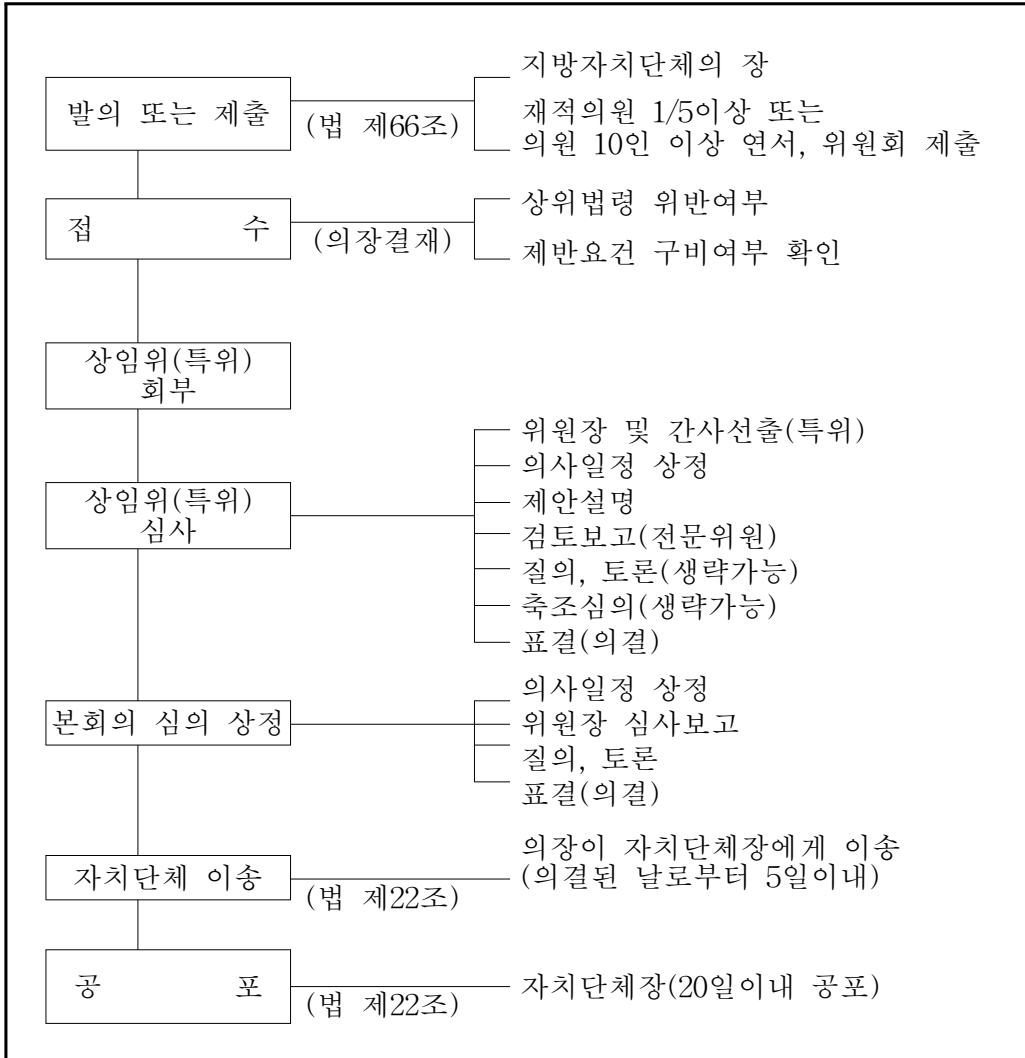 발의 또는 제출
(법 제66조)
지방자치단체의 장
재적의원 1/5이상 또는
의원 10인 이상 연서, 위원회 제출
접 수
(의장결재)
상위법령 위반여부
제반요건 구비여부 확인
상임위(특위)
회부
상임위(특위)
심사
위원장 및 간사선출(특위)
의사일정 상정
제안설명
검토보고(전문위원)
질의, 토론(생략가능)
축조심의(생략가능)
표결(의결)
본회의 심의 상정
의사일정 상정
위원장 심사보고
질의, 토론
표결(의결)
자치단체 이송
(법 제22조)
의장이 자치단체장에게 이송
(의결된 날로부터 5일이내)
공 포
(법 제22조)
자치단체장(20일이내 공포)